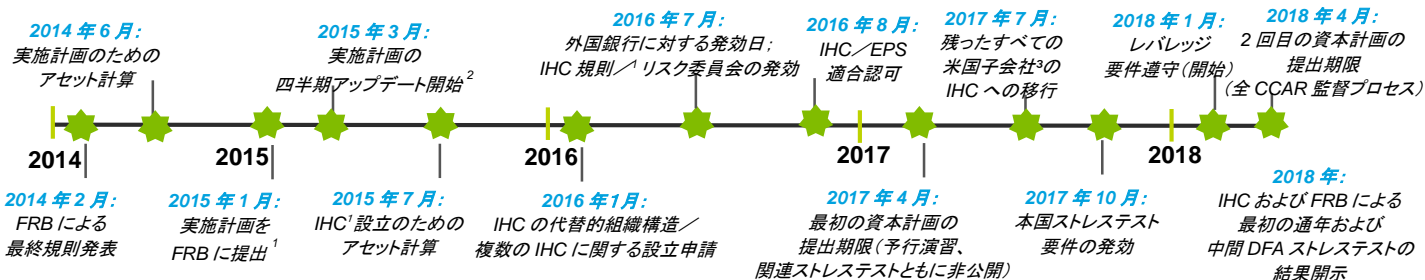 2014 年 6 月:
実施計画のための
アセット計算
2015 年 3 月:
実施計画の
四半期アップデート開始 2
2016 年 7 月:
外国銀行に対する発効日;
IHC 規則/^ リスク委員会の発効
2016 年 8 月:
IHC/EPS
適合認可
2017 年 7 月:
残ったすべての
米国子会社³の
IHC への移行
2018 年 1 月:
レバレッジ
要件遵守(開始)
2018 年 4 月:
2 回目の資本計画の
提出期限
(全 CCAR 監督プロセス)
2014
2015
2016
2017
2018
2014 年 2 月:
FRB による
最終規則発表
2015 年 1 月:
実施計画を
FRB に提出 1
2015 年 7 月:
IHC¹ 設立のための
アセット計算
2016 年1月:
IHC の代替的組織構造/
複数の IHC に関する設立申請
2017 年 4 月:
最初の資本計画の
提出期限(予行演習、
関連ストレステストともに非公開)
2017 年 10 月:
本国ストレステスト
要件の発効
2018 年:
IHC および FRB による
最初の通年および
中間 DFA ストレステストの
結果開示